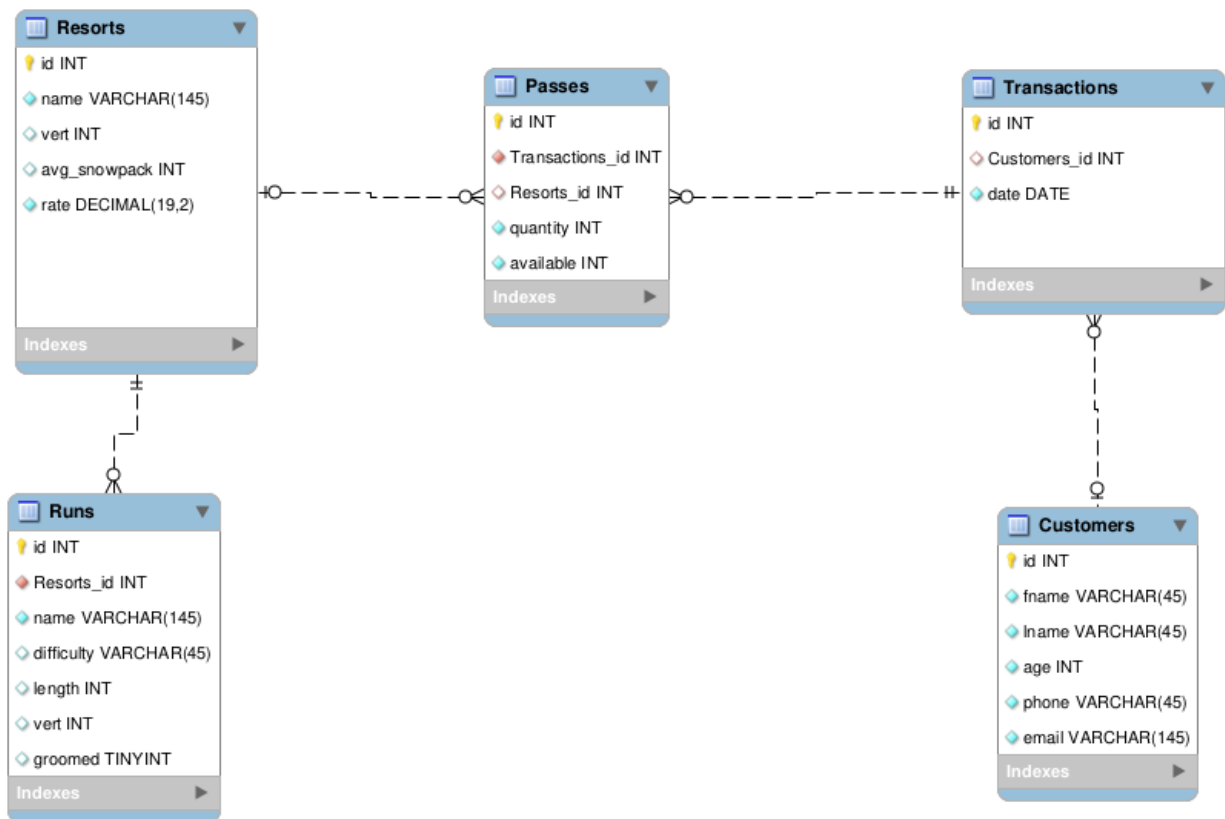 Resorts
id INT
name VARCHAR(145)
vert INT
avg_snowpack INT
rate DECIMAL(19,2)
Indexes
Passes
id INT
Transactions_id INT
Resorts_id INT
quantity INT
available INT
Indexes
Transactions
id INT
Customers_id INT
date DATE
Indexes
Runs
id INT
Resorts_id INT
name VARCHAR(145)
difficulty VARCHAR(45)
length INT
vert INT
groomed TINYINT
Indexes
Customers
id INT
fname VARCHAR(45)
lname VARCHAR(45)
age INT
phone VARCHAR(45)
email VARCHAR(145)
Indexes